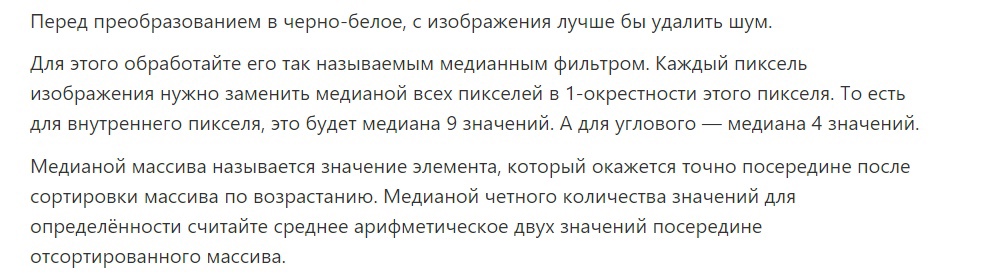 Перед преобразованием в черно-белое, с изображения лучше бы удалить шум.
Для этого обработайте его так называемым медианным фильтром. Каждый пиксель
изображения нужно заменить медианой всех пикселей в 1-окрестности этого пикселя. То есть
для внутреннего пикселя, это будет медиана 9 значений. А для углового — медиана 4 значений.
Медианой массива называется значение элемента, который окажется точно посередине после
сортировки массива по возрастанию. Медианой четного количества значений для
определённости считайте среднее арифметическое двух значений посередине
отсортированного массива.